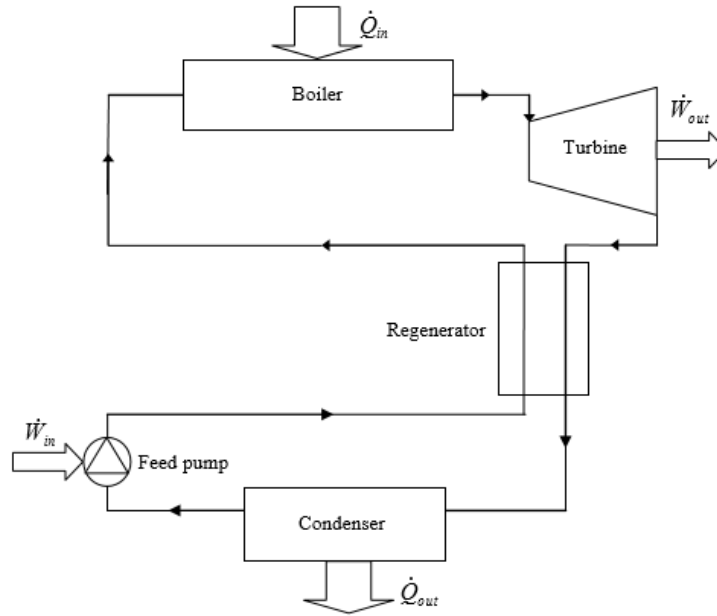 Q̇in
Boiler
Ẇout
Turbine
Regenerator
Ẇin
Feed pump
Condenser
Q̇out